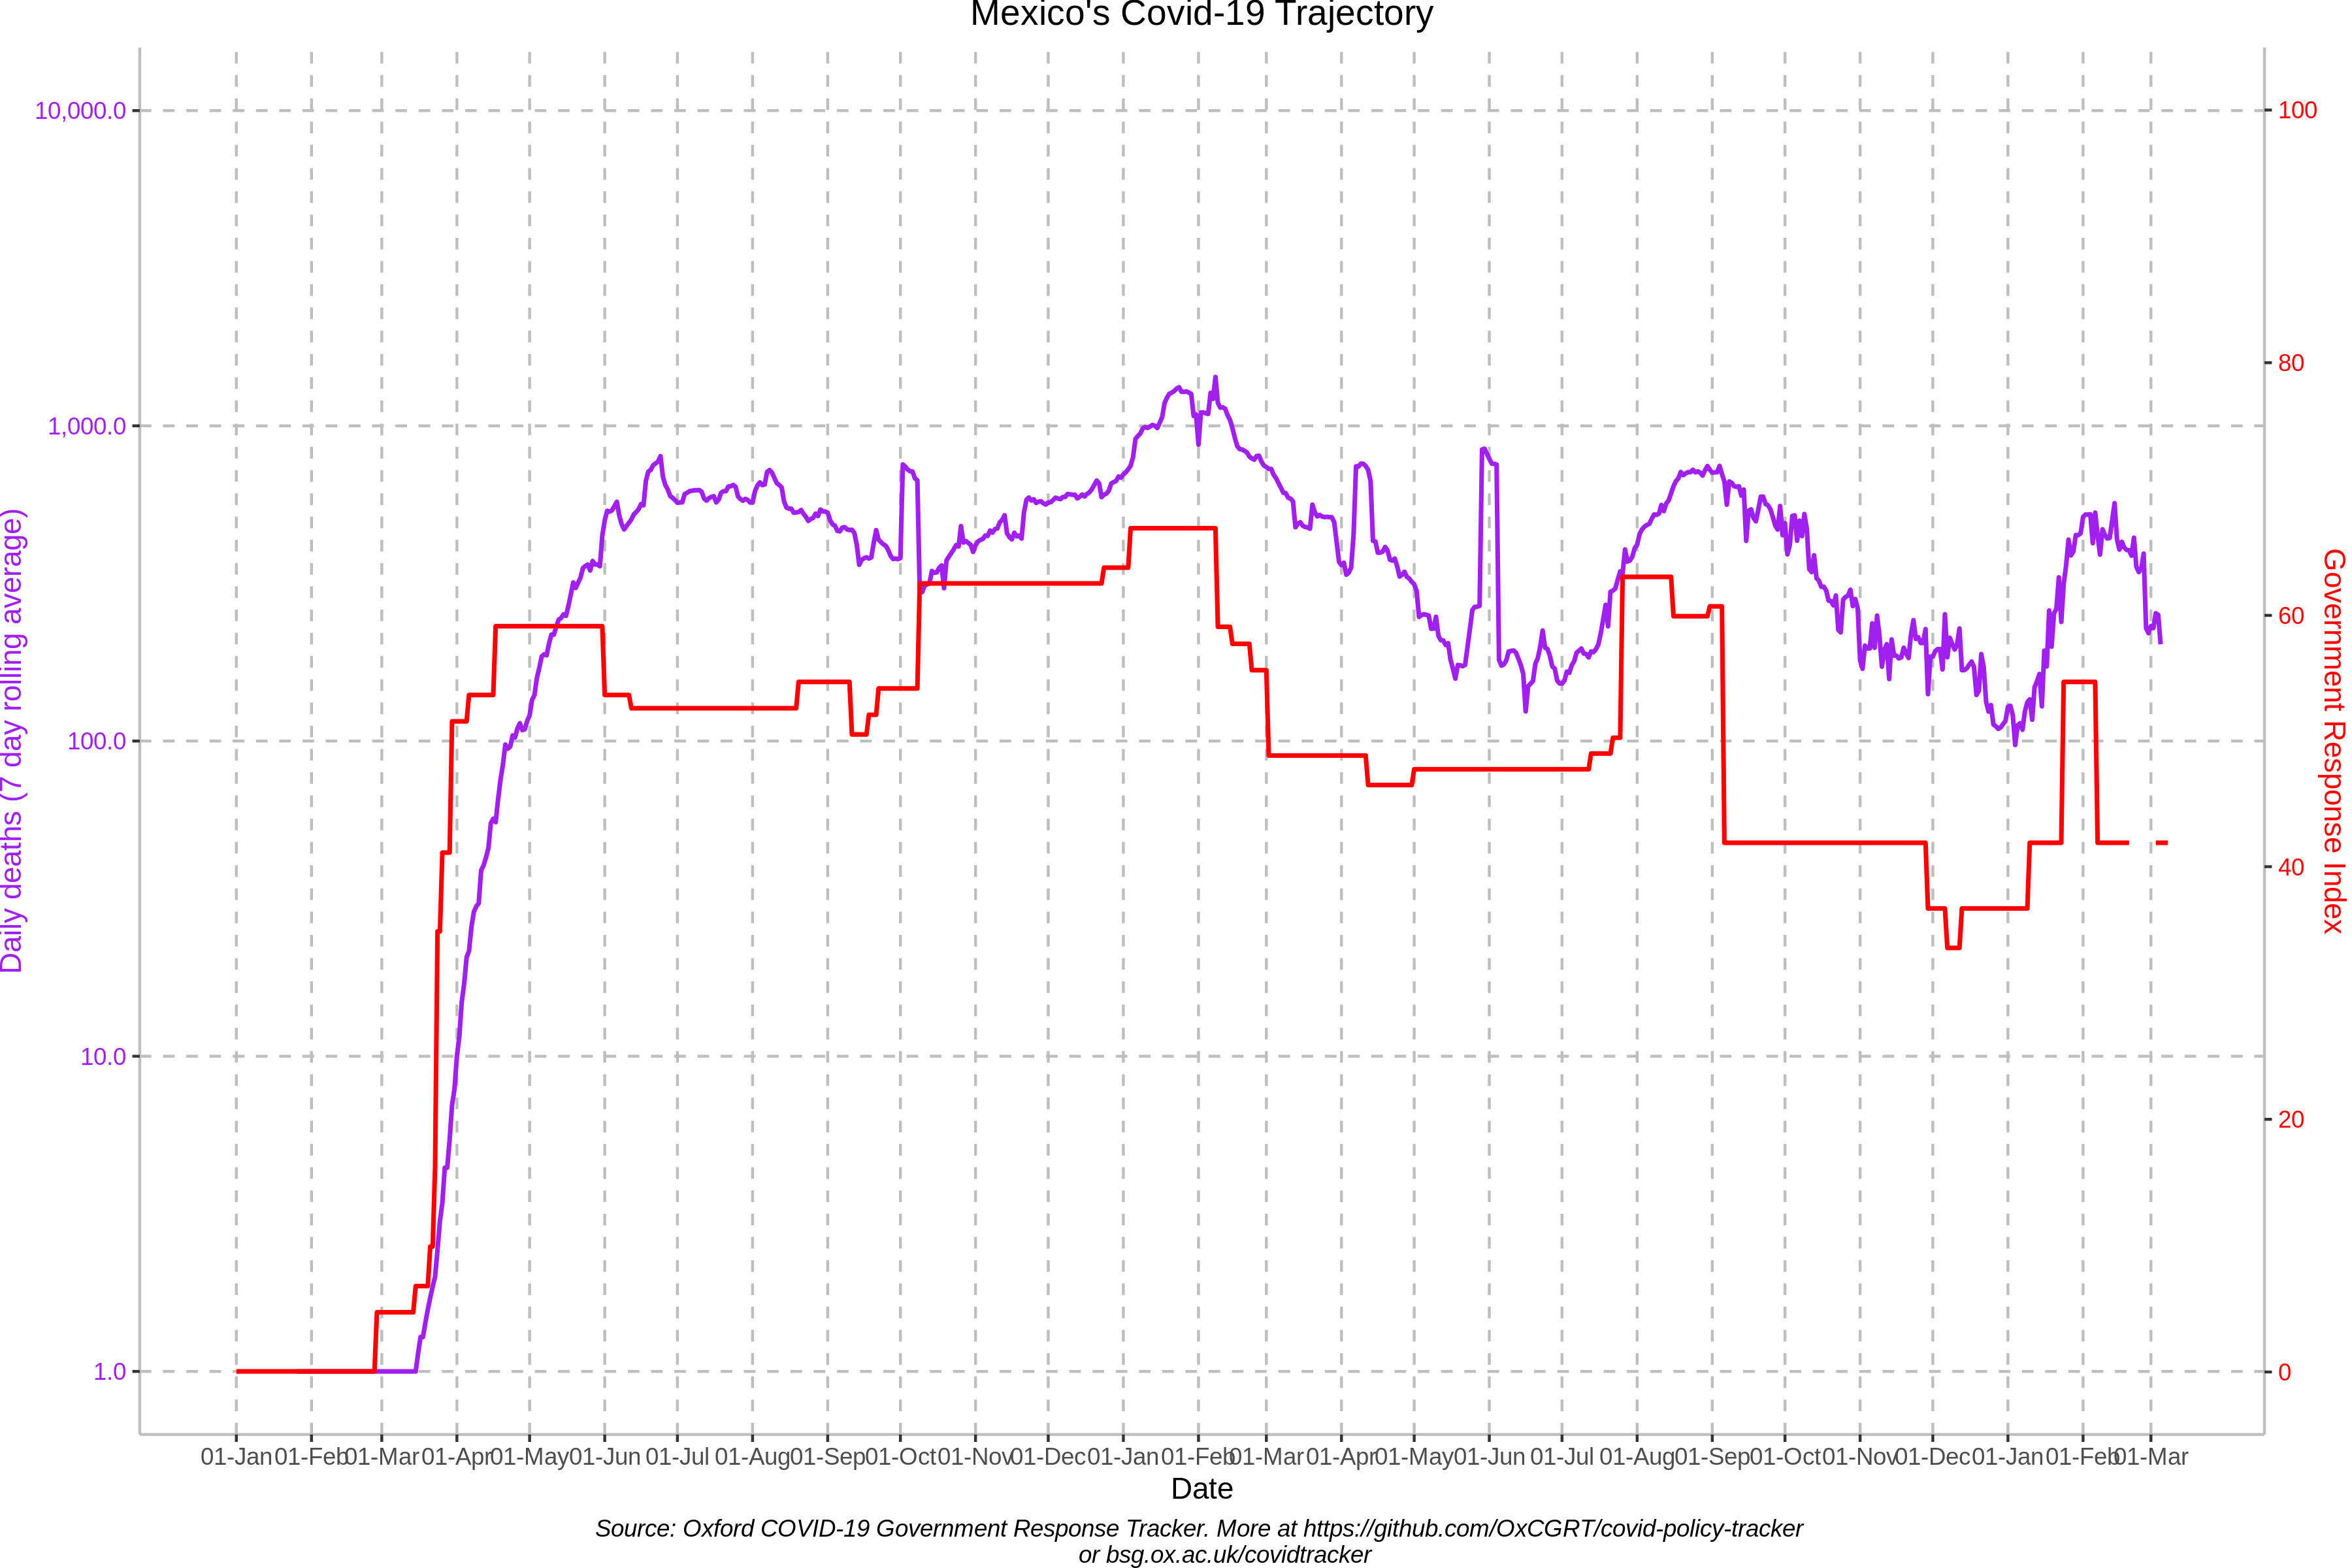 Mexico's Covid-19 Trajectory
10,000.0
1,000.0
100.0
10.0
1.0
Daily deaths (7 day rolling average)
100
80
60
40
20
0
Government Response Index
01-Jan 01-Feb 01-Mar 01-Apr 01-May 01-Jun 01-Jul 01-Aug 01-Sep 01-Oct 01-Nov 01-Dec 01-Jan 01-Feb 01-Mar 01-Apr 01-May 01-Jun 01-Jul 01-Aug 01-Sep 01-Oct 01-Nov 01-Dec 01-Jan 01-Feb 01-Mar
Date
Source: Oxford COVID-19 Government Response Tracker. More at https://github.com/OxCGRT/covid-policy-tracker
or bsg.ox.ac.uk/covidtracker